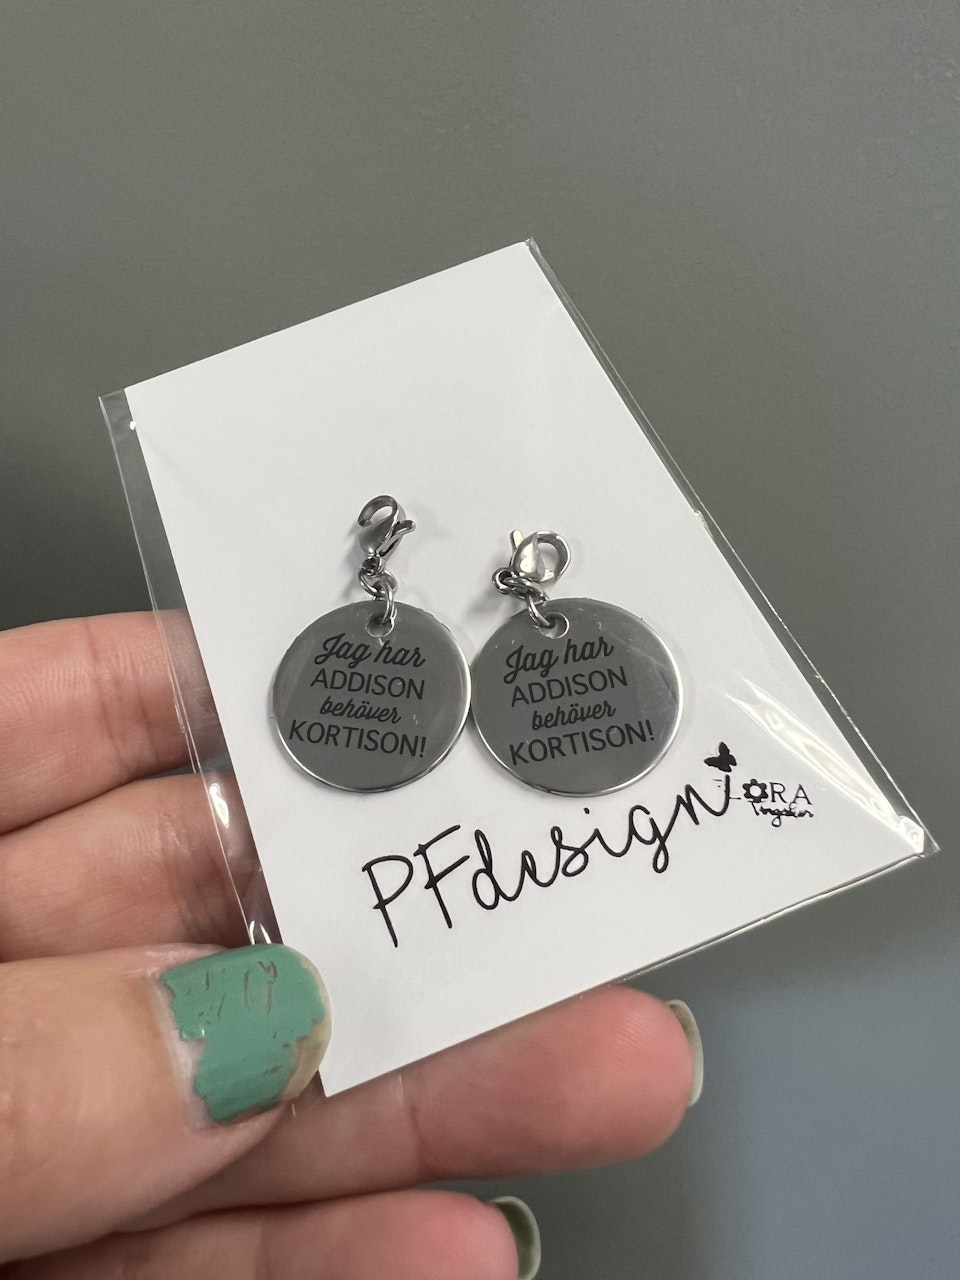 Jag har
ADDISON
behöver
KORTISON!
Jag har
ADDISON
behöver
KORTISON!
PFdesign